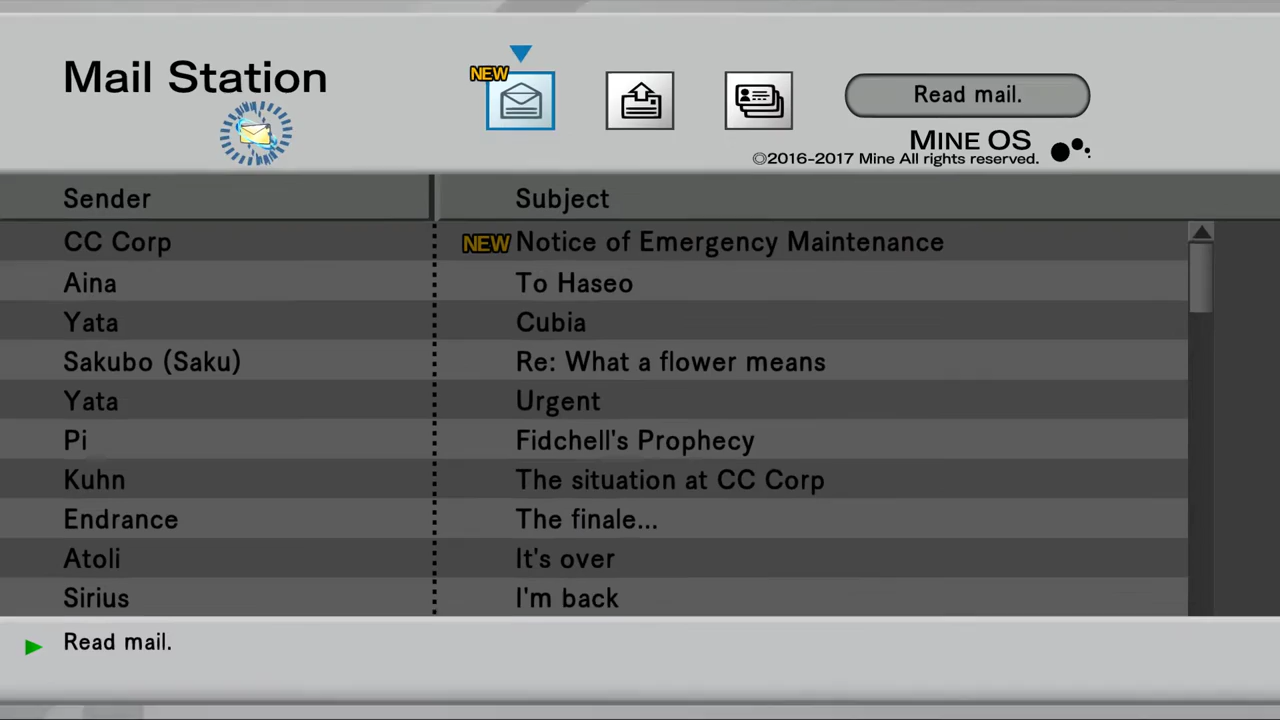 Mail Station
NEW
Read mail.
MINE OS
©2016-2017 Mine All rights reserved.
Sender Subject
CC Corp NEW Notice of Emergency Maintenance
Aina To Haseo
Yata Cubia
Sakubo (Saku) Re: What a flower means
Yata Urgent
Pi Fidchell's Prophecy
Kuhn The situation at CC Corp
Endrance The finale...
Atoli It's over
Sirius I'm back
Read mail.